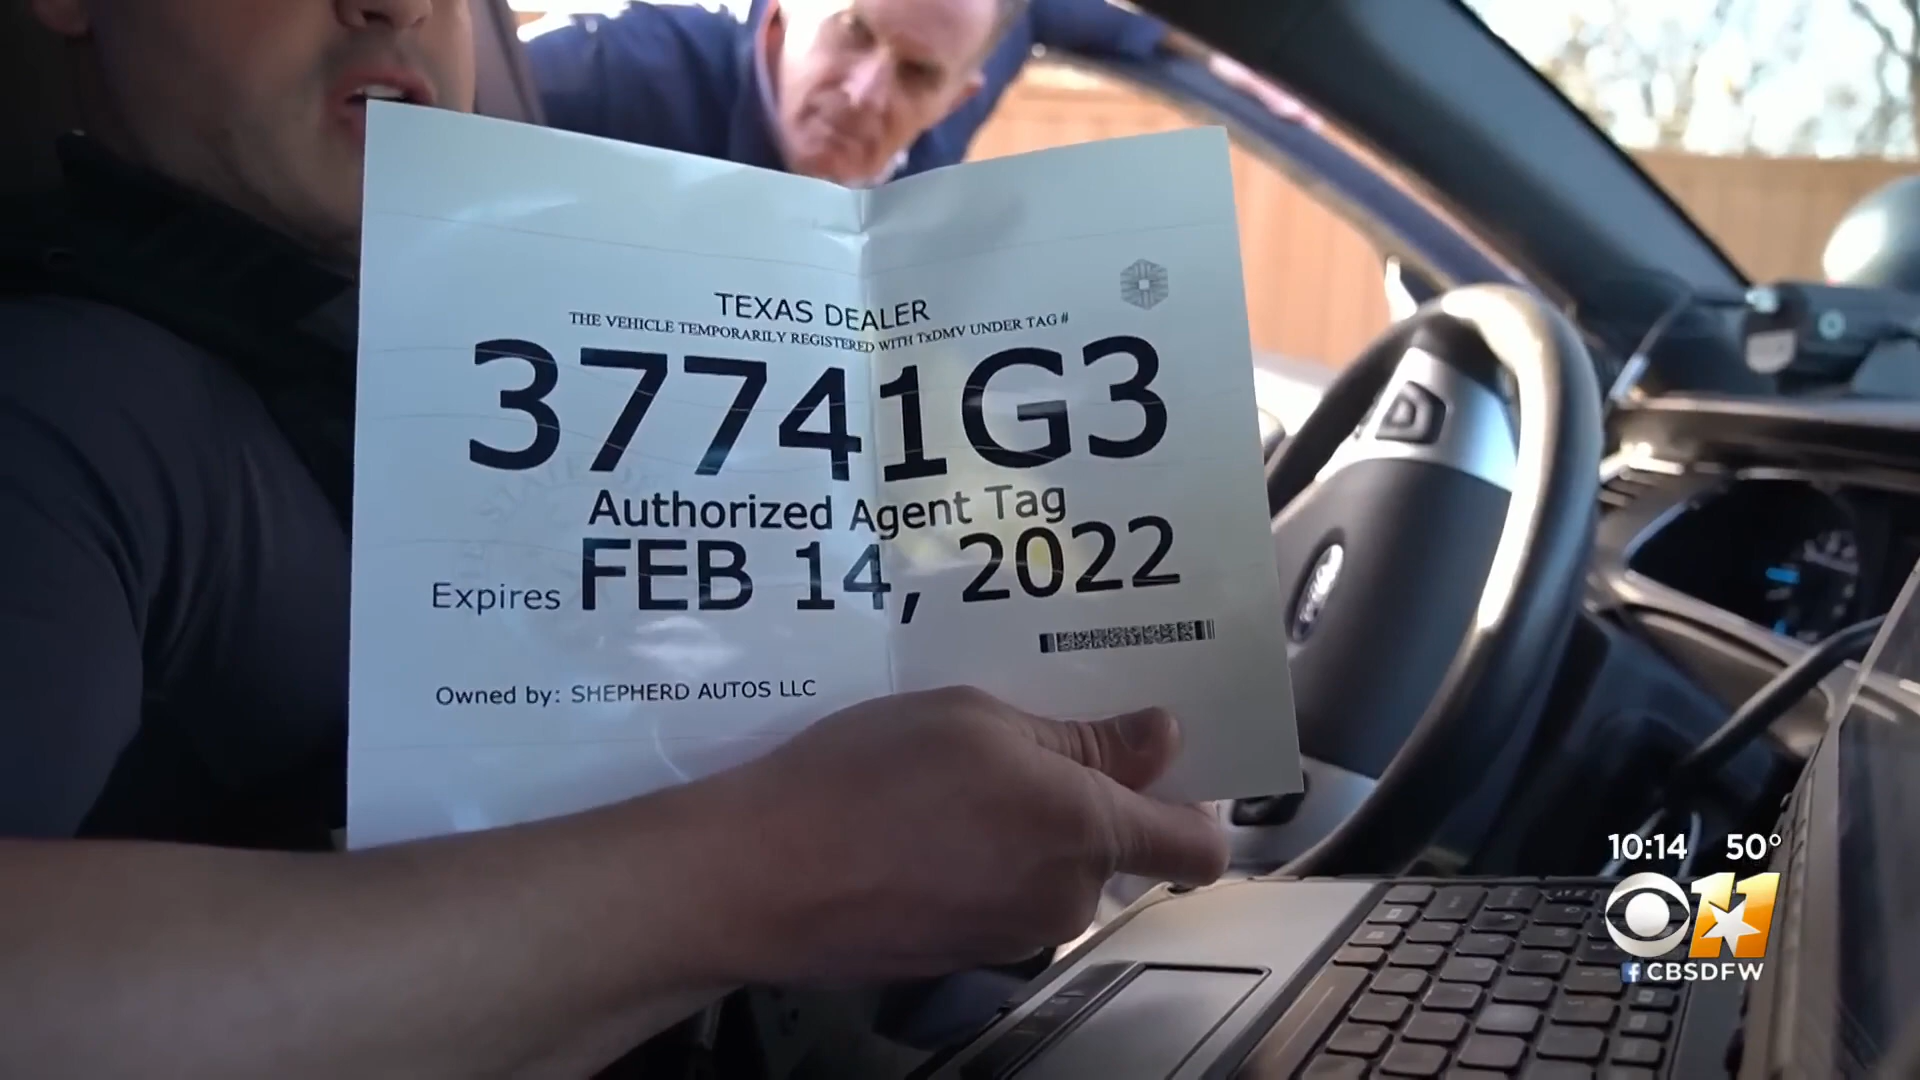 TEXAS DEALER
THE VEHICLE TEMPORARILY REGISTERED WITH TxDMV UNDER TAG #
37741G3
Authorized Agent Tag
Expires FEB 14, 2022
Owned by: SHEPHERD AUTOS LLC
10:14 50°
11
f CBSDFW